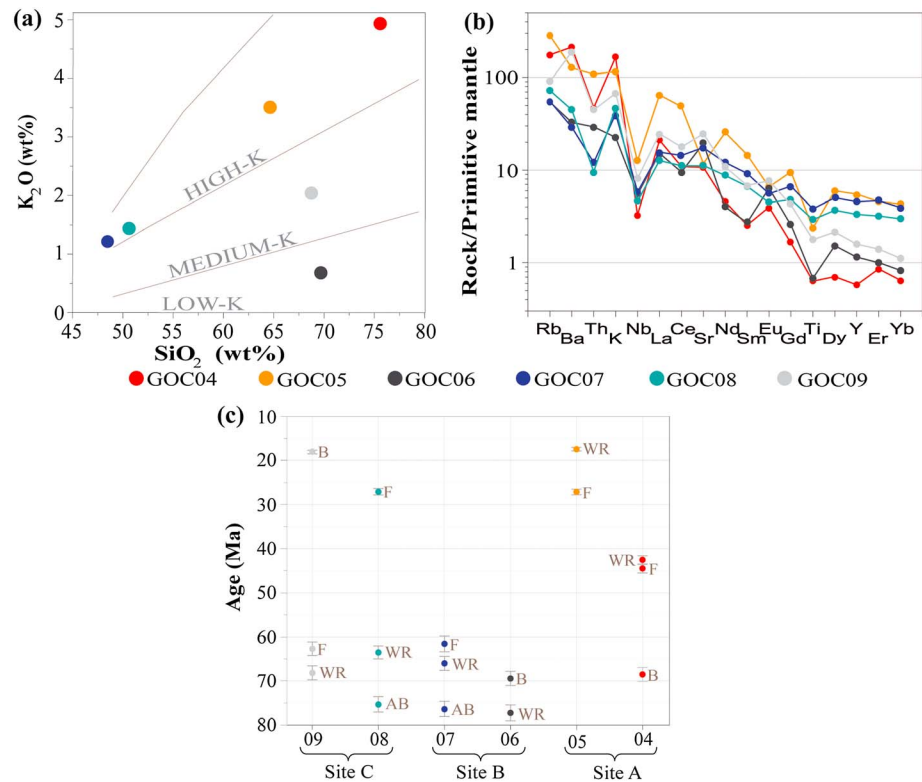 (a)
5
4
3
2
1
0
K2O (wt%)
HIGH-K
MEDIUM-K
LOW-K
45 50 55 60 65 70 75 80
SiO2 (wt%)
(b)
100
10
1
Rock/Primitive mantle
Rb Ba Th K Nb La Ce Sr Nd Sm Eu Gd Ti Dy Y Er Yb
GOC04 GOC05 GOC06 GOC07 GOC08 GOC09
(c)
10
20
30
40
50
60
70
80
Age (Ma)
B
F
WR
F
WR
AB
F
WR
AB
B
WR
WR
F
WR
F
B
09 08 07 06 05 04
Site C Site B Site A